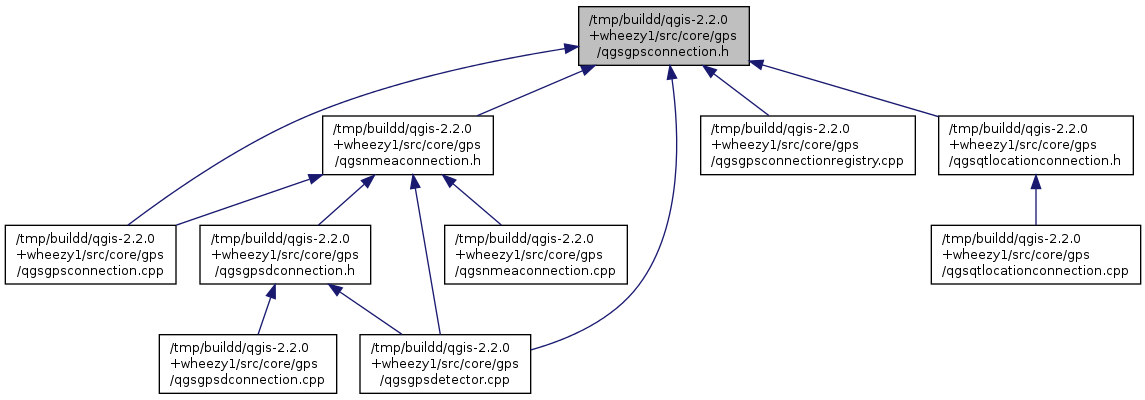 /tmp/buildd/qgis-2.2.0
+wheezy1/src/core/gps
/qgsgpsconnection.h
/tmp/buildd/qgis-2.2.0
+wheezy1/src/core/gps
/qgsnmeaconnection.h
/tmp/buildd/qgis-2.2.0
+wheezy1/src/core/gps
/qgsgpsconnectionregistry.cpp
/tmp/buildd/qgis-2.2.0
+wheezy1/src/core/gps
/qgsqtlocationconnection.h
/tmp/buildd/qgis-2.2.0
+wheezy1/src/core/gps
/qgsgpsconnection.cpp
/tmp/buildd/qgis-2.2.0
+wheezy1/src/core/gps
/qgsgpsdconnection.h
/tmp/buildd/qgis-2.2.0
+wheezy1/src/core/gps
/qgsnmeaconnection.cpp
/tmp/buildd/qgis-2.2.0
+wheezy1/src/core/gps
/qgsqtlocationconnection.cpp
/tmp/buildd/qgis-2.2.0
+wheezy1/src/core/gps
/qgsgpsdconnection.cpp
/tmp/buildd/qgis-2.2.0
+wheezy1/src/core/gps
/qgsgpsdetector.cpp